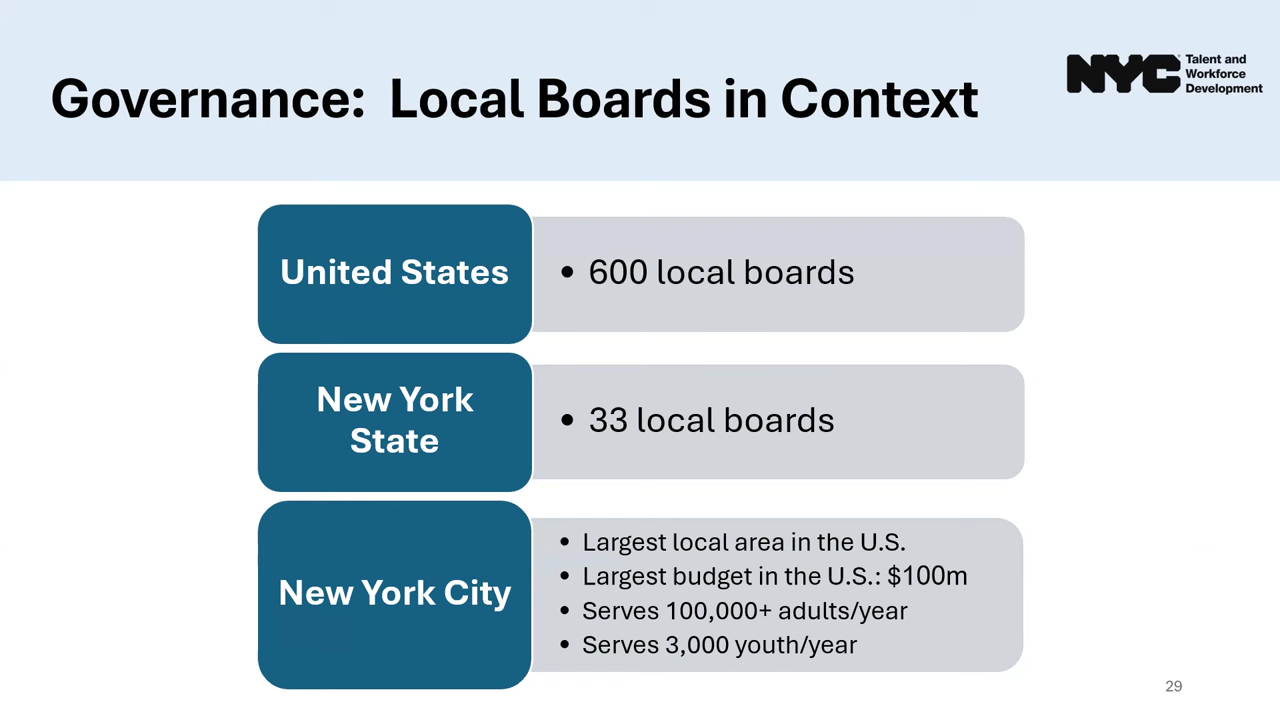 Governance:  Local Boards in Context
NYC Talent and
Workforce
Development
United States
• 600 local boards
New York
State
• 33 local boards
New York City
• Largest local area in the U.S.
• Largest budget in the U.S.: $100m
• Serves 100,000+ adults/year
• Serves 3,000 youth/year
29